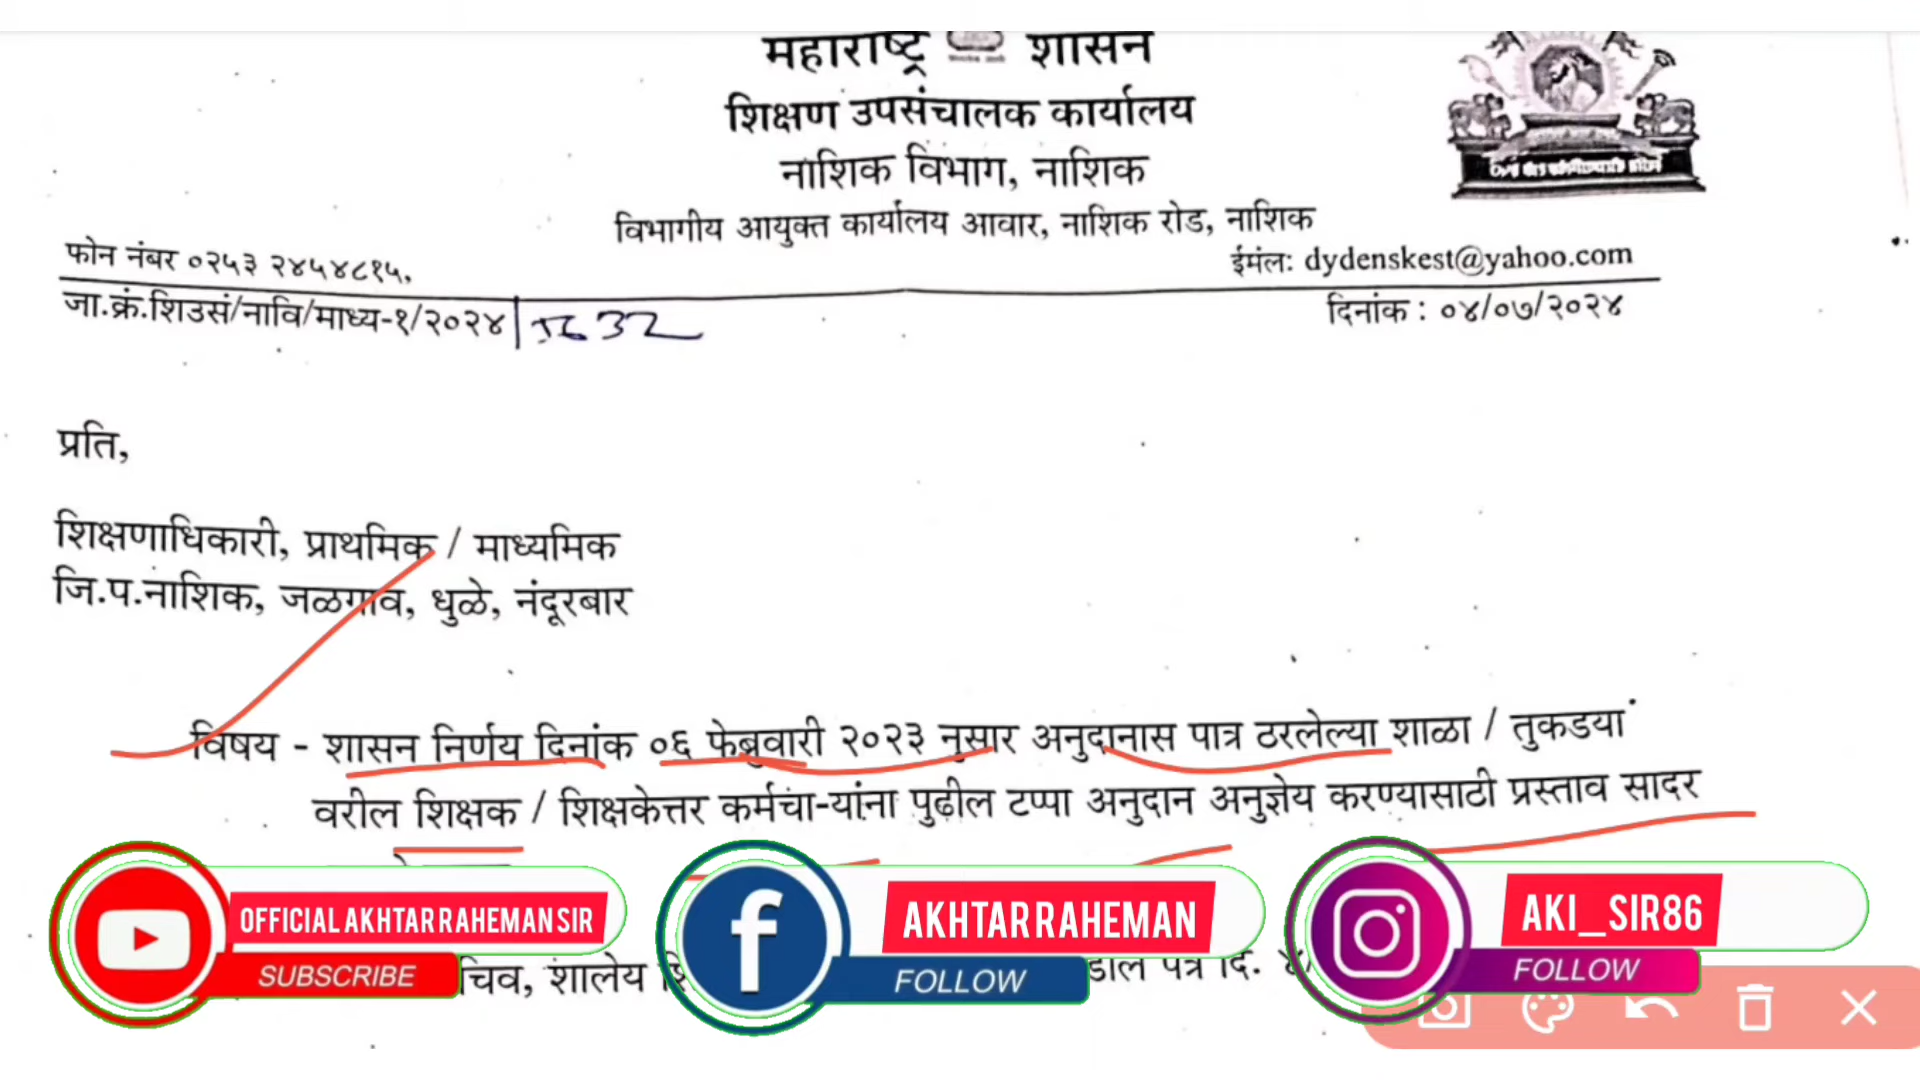 महाराष्ट्र शासन
शिक्षण उपसंचालक कार्यालय
नाशिक विभाग, नाशिक
विभागीय आयुक्त कार्यालय आवार, नाशिक रोड, नाशिक
फोन नंबर ०२५३ २४५४८१५,
ईमेल: dydenskest@yahoo.com
जा.क्रं.शिउसं/नावि/माध्य-१/२०२४/
दिनांक : ०४/०७/२०२४
प्रति,
शिक्षणाधिकारी, प्राथमिक / माध्यमिक
जि.प.नाशिक, जळगाव, धुळे, नंदूरबार
विषय - शासन निर्णय दिनांक ०६ फेब्रुवारी २०२३ नुसार अनुदानास पात्र ठरलेल्या शाळा / तुकडयां
वरील शिक्षक / शिक्षकेत्तर कर्मचा-यांना पुढील टप्पा अनुदान अनुज्ञेय करण्यासाठी प्रस्ताव सादर
OFFICIAL AKHTAR RAHEMAN SIR
SUBSCRIBE
AKHTAR RAHEMAN
FOLLOW
AKI_SIR86
FOLLOW
चिव, शालेय पत्र दि.